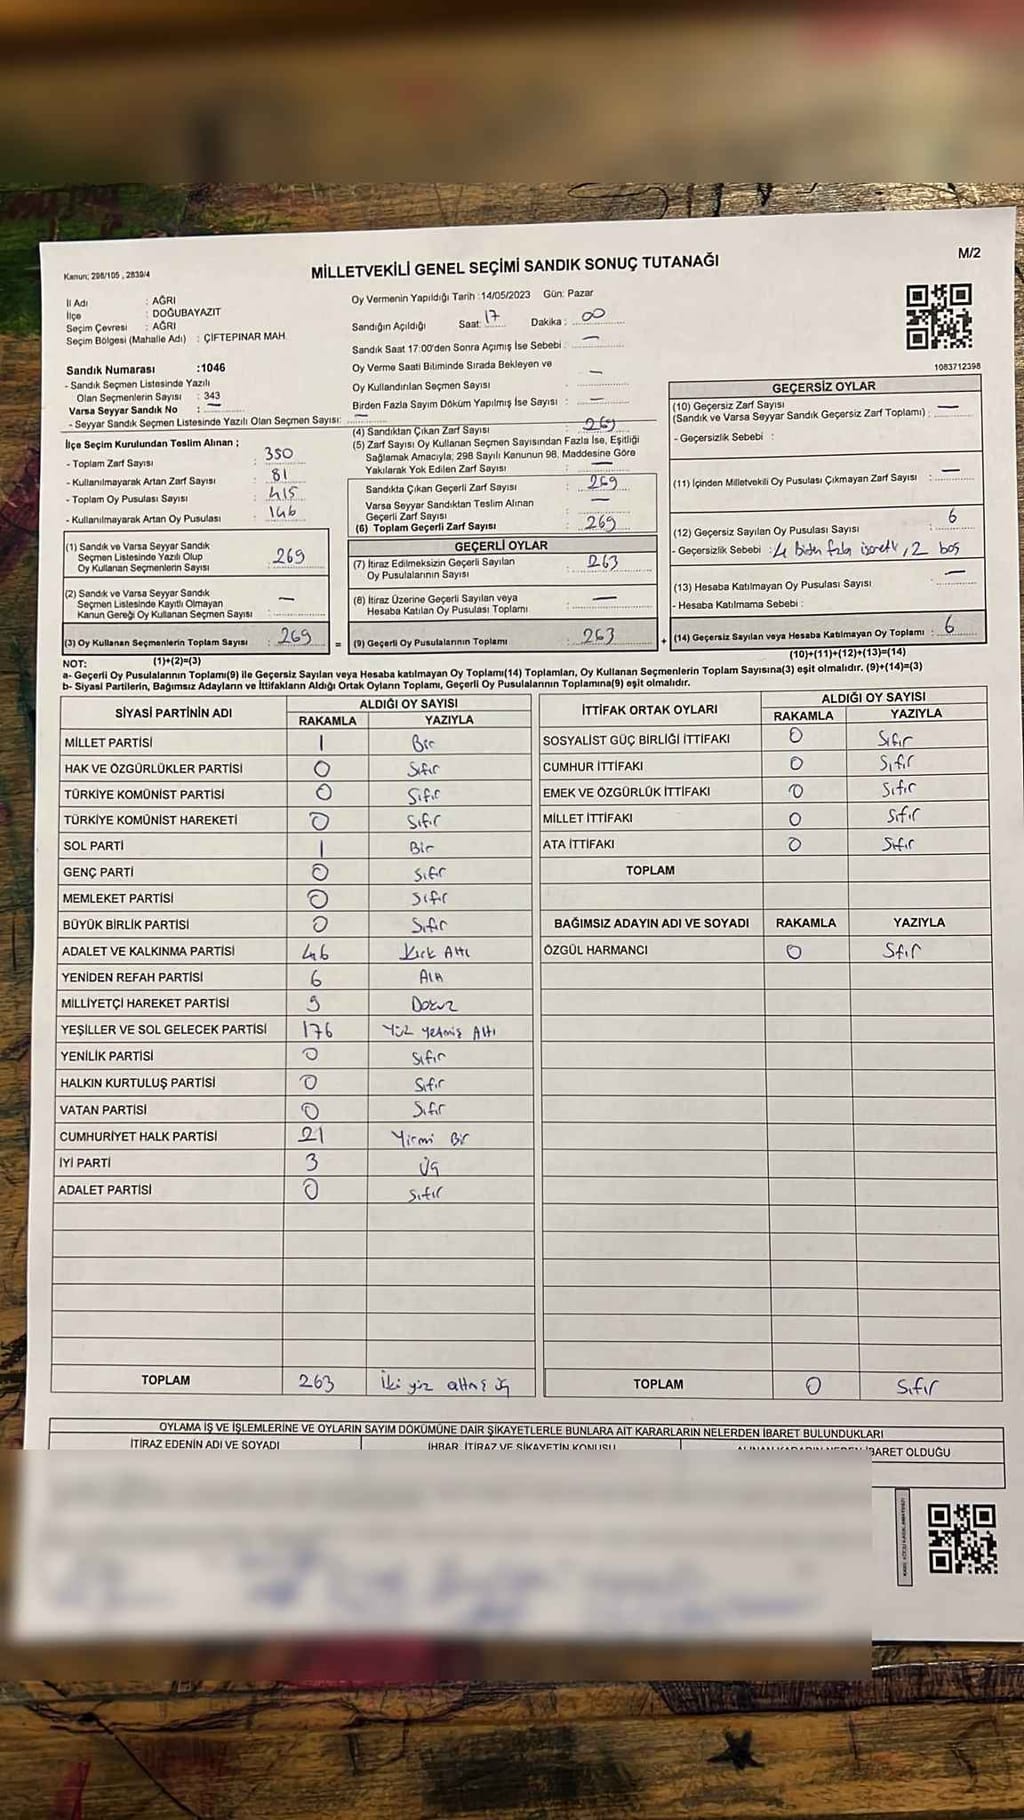 M/2
Kanun: 298/105 , 2839/4
MİLLETVEKİLİ GENEL SEÇİMİ SANDIK SONUÇ TUTANAĞI
İl Adı : AĞRI
İlçe : DOĞUBAYAZIT
Seçim Çevresi : AĞRI
Seçim Bölgesi (Mahalle Adı) : ÇİFTEPINAR MAH.
Sandık Numarası :1046
- Sandık Seçmen Listesinde Yazılı
Olan Seçmenlerin Sayısı : 343
Varsa Seyyar Sandık No : —
- Seyyar Sandık Seçmen Listesinde Yazılı Olan Seçmen Sayısı: —
İlçe Seçim Kurulundan Teslim Alınan ;
- Toplam Zarf Sayısı : 350
- Kullanılmayarak Artan Zarf Sayısı : 81
- Toplam Oy Pusulası Sayısı : 415
- Kullanılmayarak Artan Oy Pusulası : 146
(1) Sandık ve Varsa Seyyar Sandık
Seçmen Listesinde Yazılı Olup
Oy Kullanan Seçmenlerin Sayısı : 269
(2) Sandık ve Varsa Seyyar Sandık
Seçmen Listesinde Kayıtlı Olmayan
Kanun Gereği Oy Kullanan Seçmen Sayısı : —
(3) Oy Kullanan Seçmenlerin Toplam Sayısı : 269 =
Oy Vermenin Yapıldığı Tarih :14/05/2023 Gün: Pazar
Sandığın Açıldığı Saat: 17 Dakika : 00
Sandık Saat 17:00'den Sonra Açımış İse Sebebi : —
Oy Verme Saati Bitiminde Sırada Bekleyen ve
Oy Kullandırılan Seçmen Sayısı : —
Birden Fazla Sayım Döküm Yapılmış İse Sayısı : —
(4) Sandıktan Çıkan Zarf Sayısı : 269
(5) Zarf Sayısı Oy Kullanan Seçmen Sayısından Fazla İse, Eşitliği
Sağlamak Amacıyla, 298 Sayılı Kanunun 98. Maddesine Göre
Yakılarak Yok Edilen Zarf Sayısı : —
Sandıkta Çıkan Geçerli Zarf Sayısı : 269
Varsa Seyyar Sandıktan Teslim Alınan
Geçerli Zarf Sayısı : —
(6) Toplam Geçerli Zarf Sayısı : 269
GEÇERLİ OYLAR
(7) İtiraz Edilmeksizin Geçerli Sayılan
Oy Pusulalarının Sayısı : 263
(8) İtiraz Üzerine Geçerli Sayılan veya
Hesaba Katılan Oy Pusulası Toplamı : —
(9) Geçerli Oy Pusulalarının Toplamı : 263 +
1083712398
GEÇERSİZ OYLAR
(10) Geçersiz Zarf Sayısı
(Sandık ve Varsa Seyyar Sandık Geçersiz Zarf Toplamı) : —
- Geçersizlik Sebebi :
(11) İçinden Milletvekili Oy Pusulası Çıkmayan Zarf Sayısı : —
(12) Geçersiz Sayılan Oy Pusulası Sayısı : 6
- Geçersizlik Sebebi : 4 birden fazla işaretli, 2 boş
(13) Hesaba Katılmayan Oy Pusulası Sayısı : —
- Hesaba Katılmama Sebebi :
(14) Geçersiz Sayılan veya Hesaba Katılmayan Oy Toplamı : 6
NOT: (1)+(2)=(3) (10)+(11)+(12)+(13)=(14)
a- Geçerli Oy Pusulalarının Toplamı(9) ile Geçersiz Sayılan veya Hesaba katılmayan Oy Toplamı(14) Toplamları, Oy Kullanan Seçmenlerin Toplam Sayısına(3) eşit olmalıdır. (9)+(14)=(3)
b- Siyasi Partilerin, Bağımsız Adayların ve İttifakların Aldığı Ortak Oyların Toplamı, Geçerli Oy Pusulalarının Toplamına(9) eşit olmalıdır.
SİYASİ PARTİNİN ADI ALDIĞI OY SAYISI
RAKAMLA YAZIYLA
MİLLET PARTİSİ 1 Bir
HAK VE ÖZGÜRLÜKLER PARTİSİ 0 Sıfır
TÜRKİYE KOMÜNİST PARTİSİ 0 Sıfır
TÜRKİYE KOMÜNİST HAREKETİ 0 Sıfır
SOL PARTİ 1 Bir
GENÇ PARTİ 0 Sıfır
MEMLEKET PARTİSİ 0 Sıfır
BÜYÜK BİRLİK PARTİSİ 0 Sıfır
ADALET VE KALKINMA PARTİSİ 46 Kırk Altı
YENİDEN REFAH PARTİSİ 6 Altı
MİLLİYETÇİ HAREKET PARTİSİ 9 Dokuz
YEŞİLLER VE SOL GELECEK PARTİSİ 176 Yüz yetmiş Altı
YENİLİK PARTİSİ 0 Sıfır
HALKIN KURTULUŞ PARTİSİ 0 Sıfır
VATAN PARTİSİ 0 Sıfır
CUMHURİYET HALK PARTİSİ 21 Yirmi Bir
İYİ PARTİ 3 Üç
ADALET PARTİSİ 0 Sıfır
TOPLAM 263 İki yüz altmış üç
İTTİFAK ORTAK OYLARI ALDIĞI OY SAYISI
RAKAMLA YAZIYLA
SOSYALİST GÜÇ BİRLİĞİ İTTİFAKI 0 Sıfır
CUMHUR İTTİFAKI 0 Sıfır
EMEK VE ÖZGÜRLÜK İTTİFAKI 0 Sıfır
MİLLET İTTİFAKI 0 Sıfır
ATA İTTİFAKI 0 Sıfır
TOPLAM
BAĞIMSIZ ADAYIN ADI VE SOYADI RAKAMLA YAZIYLA
ÖZGÜL HARMANCI 0 Sfır
TOPLAM 0 Sıfır
OYLAMA İŞ VE İŞLEMLERİNE VE OYLARIN SAYIM DÖKÜMÜNE DAİR ŞİKAYETLERLE BUNLARA AİT KARARLARIN NELERDEN İBARET BULUNDUKLARI
İTİRAZ EDENİN ADI VE SOYADI İHBAR, İTİRAZ VE ŞİKAYETİN KONUSU ALINAN KARARIN NEDEN İBARET OLDUĞU